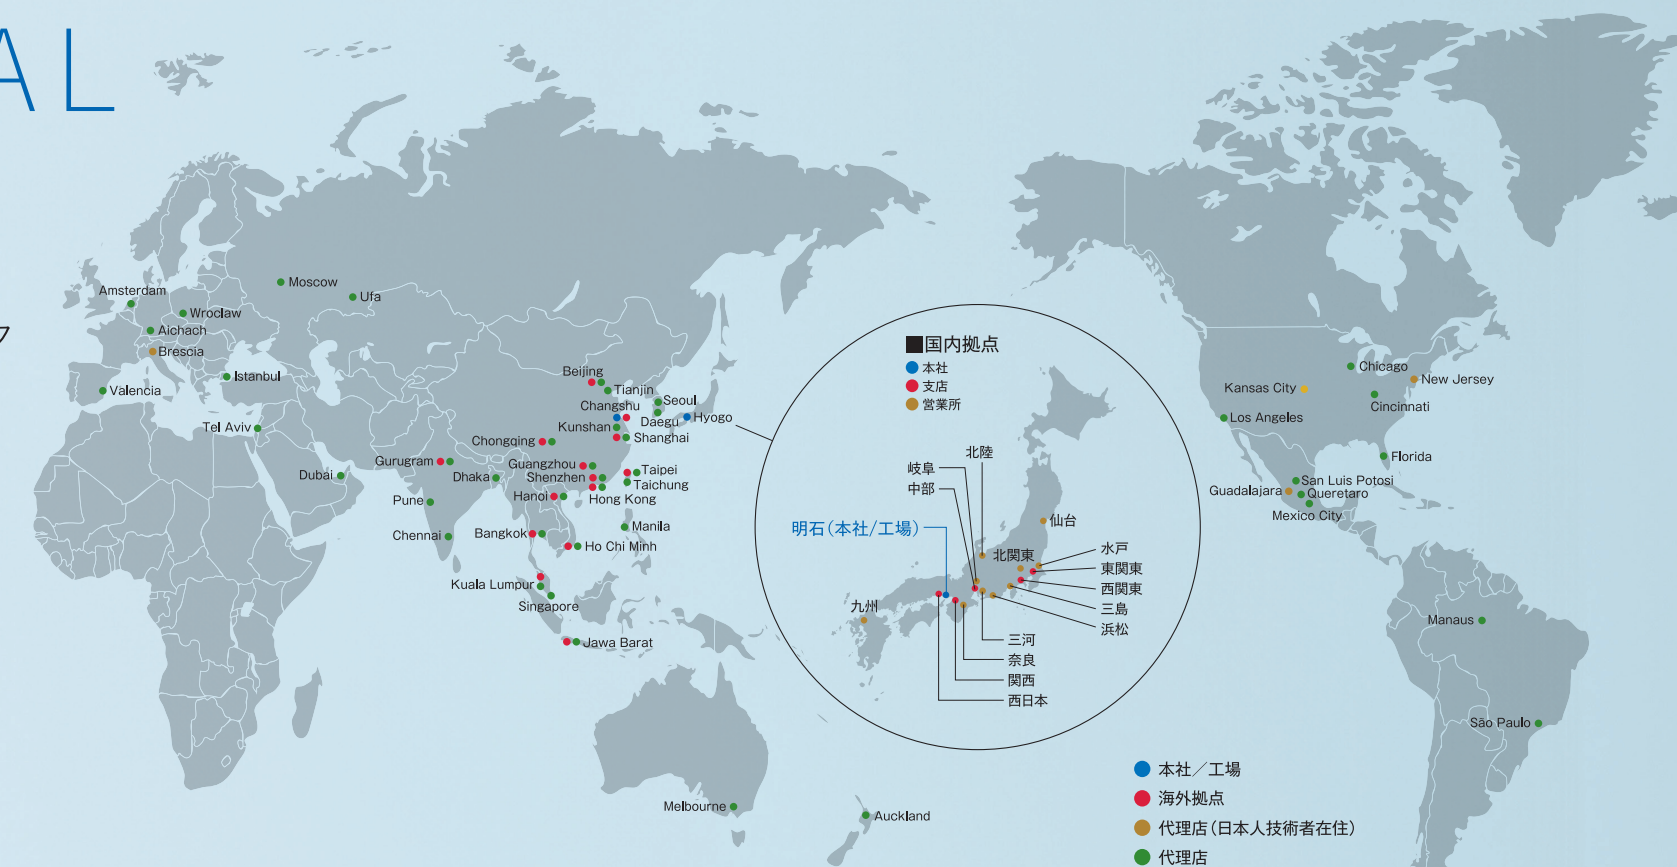 AL
Moscow
Ufa
Amsterdam
Wroclaw
Aichach
Brescia
Istanbul
Valencia
Tel Aviv
Dubai
Gurugram
Dhaka
Pune
Chennai
Beijing
Tianjin
Changshu
Seoul
Daegu
Hyogo
Kunshan
Shanghai
Chongqing
Guangzhou
Shenzhen
Taipei
Taichung
Hanoi
Hong Kong
Manila
Bangkok
Ho Chi Minh
Kuala Lumpur
Singapore
Jawa Barat
Melbourne
Auckland
■国内拠点
本社
支店
営業所
北陸
岐阜
中部
明石(本社/工場)
仙台
北関東
水戸
東関東
西関東
三島
浜松
九州
三河
奈良
関西
西日本
Chicago
New Jersey
Kansas City
Cincinnati
Los Angeles
Florida
San Luis Potosi
Guadalajara
Queretaro
Mexico City
Manaus
São Paulo
本社／工場
海外拠点
代理店(日本人技術者在住)
代理店